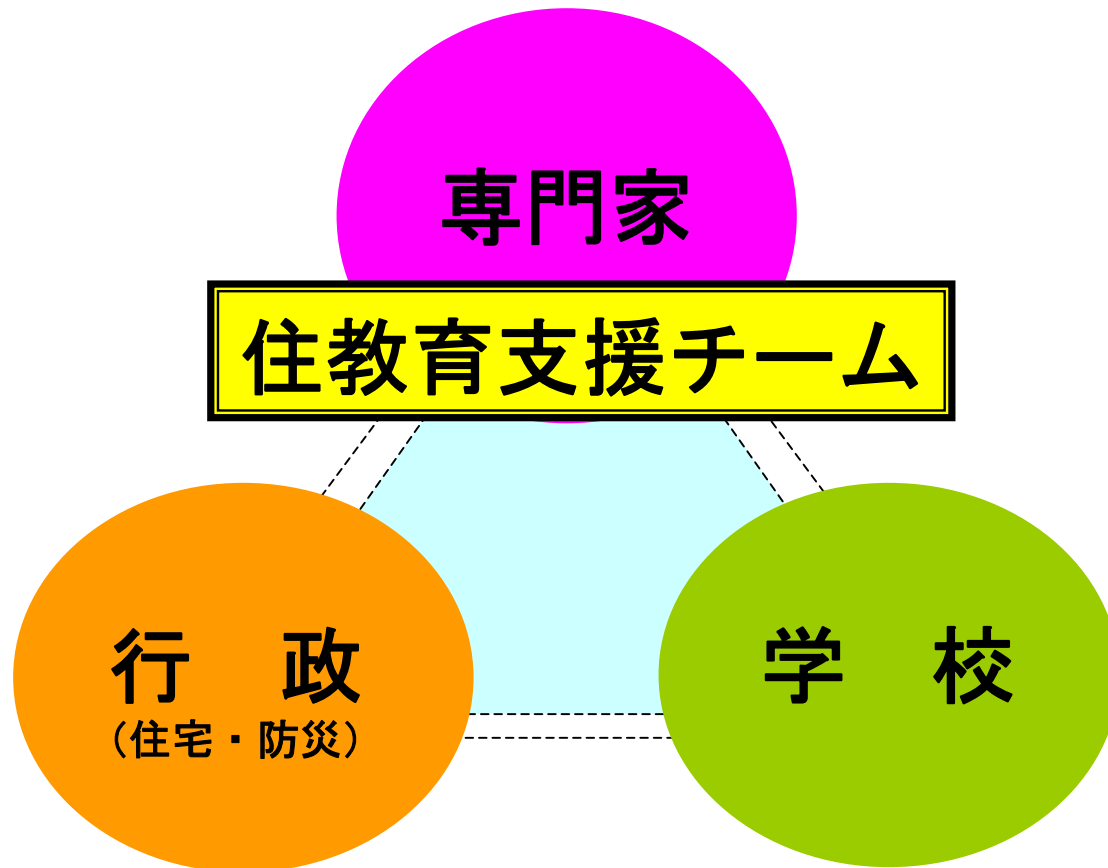 専門家
住教育支援チーム
行　政
（住宅・防災）
学　校